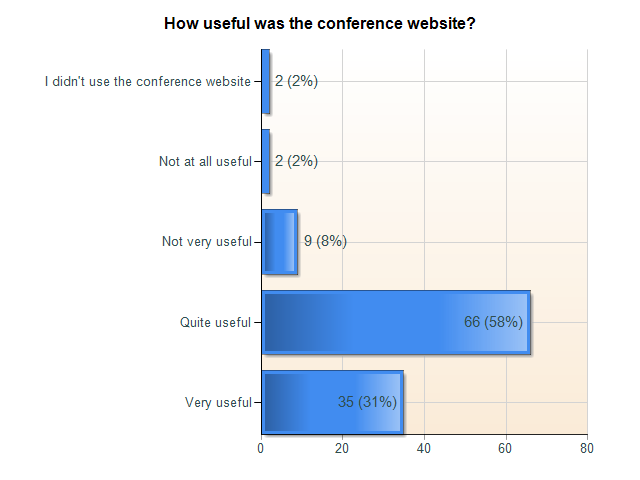 How useful was the conference website?
I didn't use the conference website 2 (2%)
Not at all useful 2 (2%)
Not very useful 9 (8%)
Quite useful 66 (58%)
Very useful 35 (31%)
0 20 40 60 80